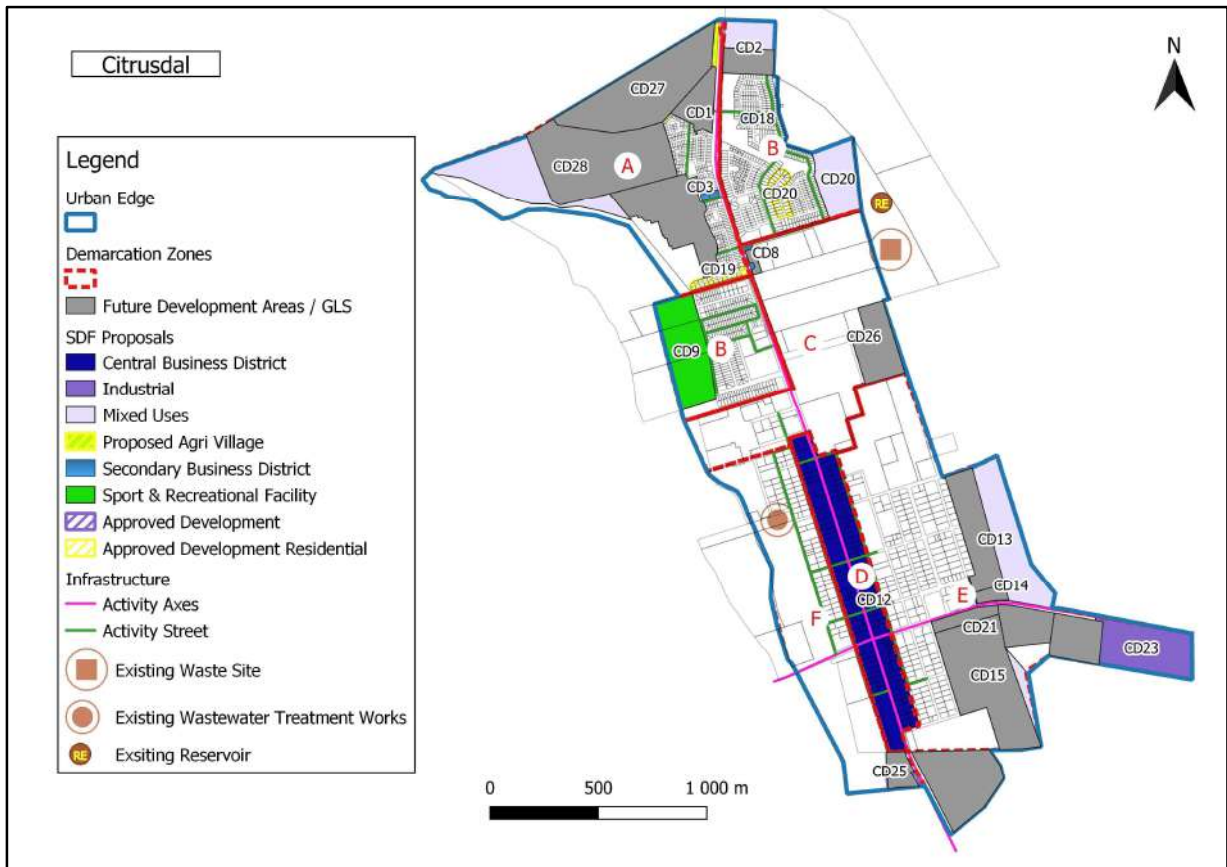 Citrusdal
N
Legend
Urban Edge
Demarcation Zones
Future Development Areas / GLS
SDF Proposals
Central Business District
Industrial
Mixed Uses
Proposed Agri Village
Secondary Business District
Sport & Recreational Facility
Approved Development
Approved Development Residential
Infrastructure
Activity Axes
Activity Street
Existing Waste Site
Existing Wastewater Treatment Works
RE
Exsiting Reservoir
CD2
CD27
CD1
CD18
B
CD28
A
CD3
CD20
CD20
RE
CD8
CD19
C
CD26
CD9
B
CD13
D
CD12
CD14
E
F
CD21
CD23
CD15
CD25
0
500
1 000 m